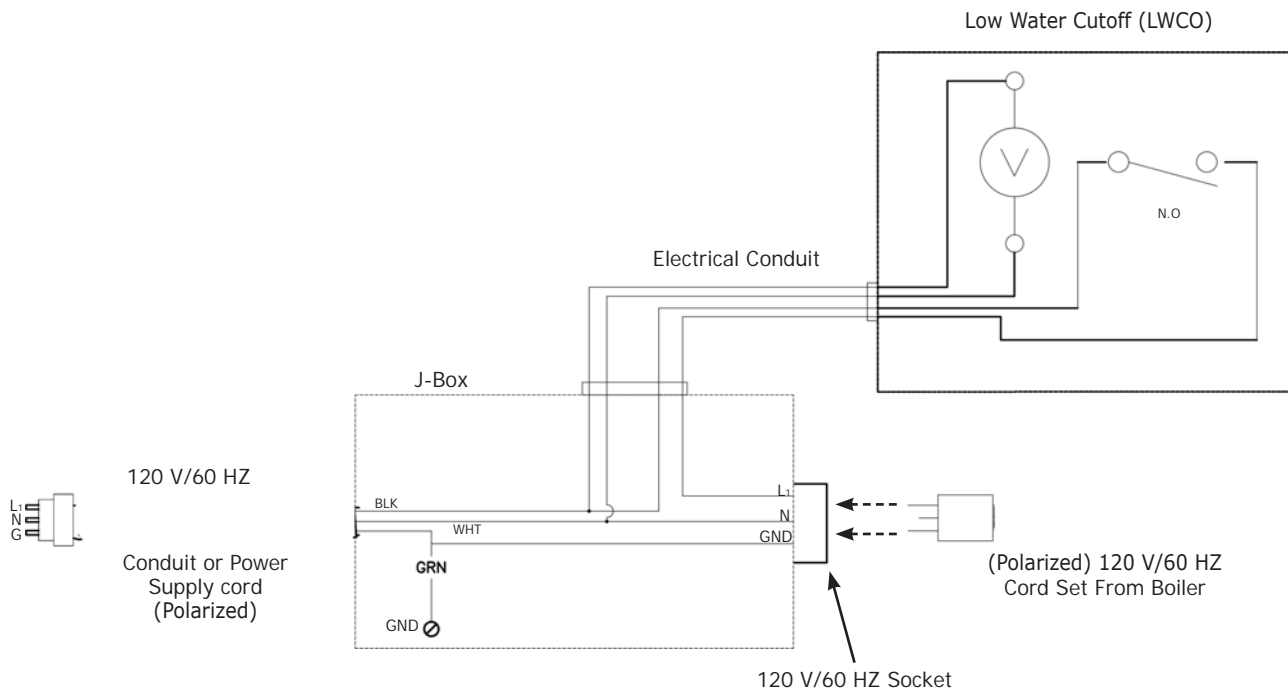 Low Water Cutoff (LWCO)
V
N.O
Electrical Conduit
J-Box
120 V/60 HZ
L1
N
G
BLK
WHT
L1
N
GND
Conduit or Power
Supply cord
(Polarized)
GRN
GND
(Polarized) 120 V/60 HZ
Cord Set From Boiler
120 V/60 HZ Socket